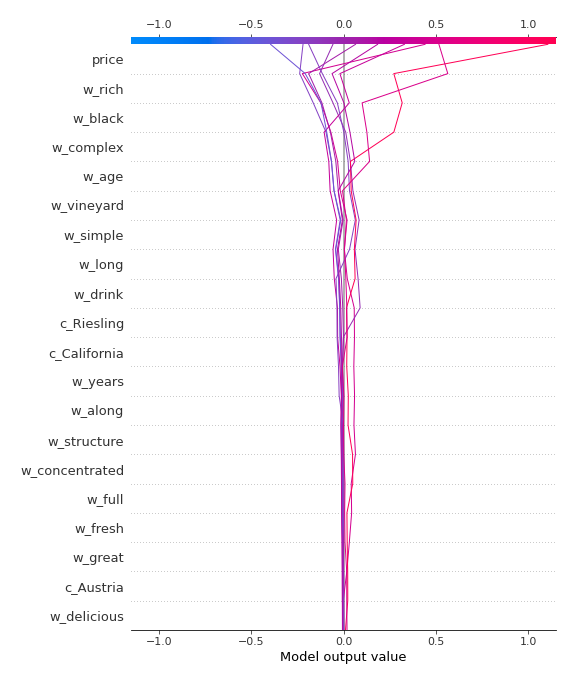 −1.0 −0.5 0.0 0.5 1.0
price
w_rich
w_black
w_complex
w_age
w_vineyard
w_simple
w_long
w_drink
c_Riesling
c_California
w_years
w_along
w_structure
w_concentrated
w_full
w_fresh
w_great
c_Austria
w_delicious
−1.0 −0.5 0.0 0.5 1.0
Model output value